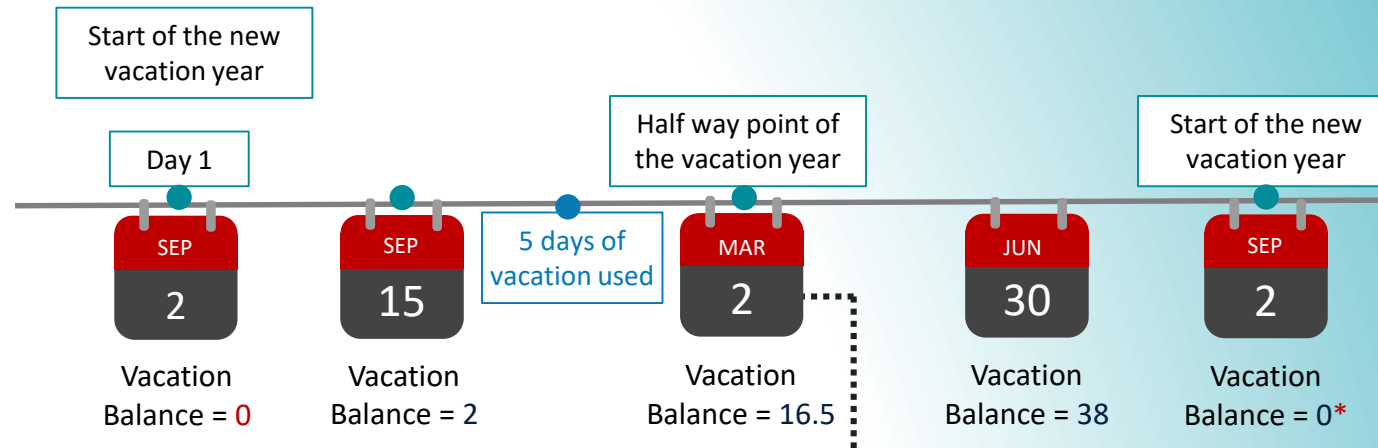 Start of the new
vacation year
Day 1
Half way point of
the vacation year
Start of the new
vacation year
SEP
2
SEP
15
5 days of
vacation used
MAR
2
JUN
30
SEP
2
Vacation
Balance = 0
Vacation
Balance = 2
Vacation
Balance = 16.5
Vacation
Balance = 38
Vacation
Balance = 0*